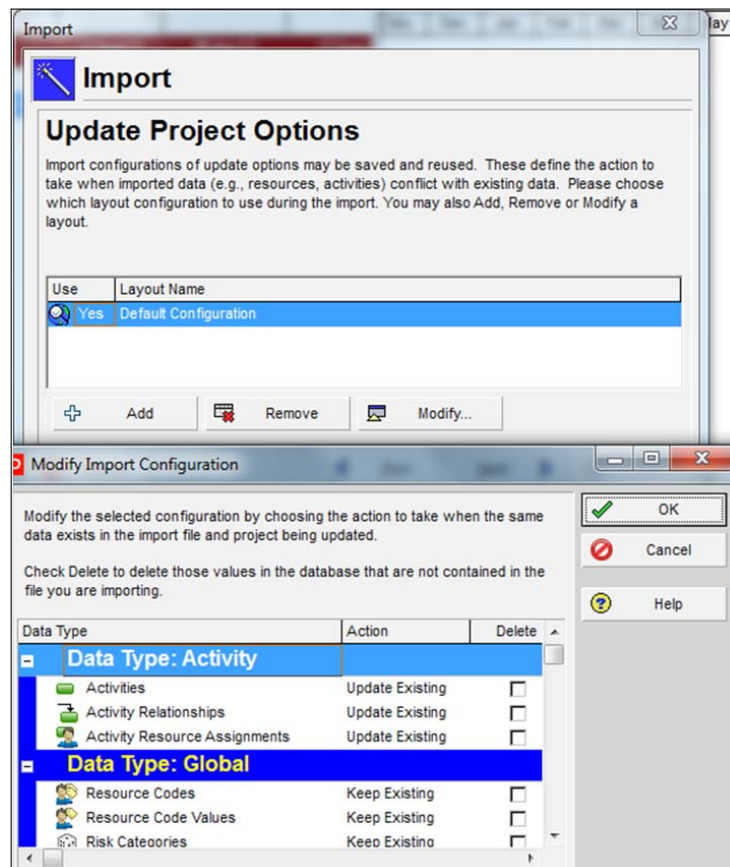 Import
lay
Import
Update Project Options
Import configurations of update options may be saved and reused. These define the action to
take when imported data (e.g., resources, activities) conflict with existing data. Please choose
which layout configuration to use during the import. You may also Add, Remove or Modify a
layout.
Use Layout Name
Yes Default Configuration
Add Remove Modify...
Modify Import Configuration
Modify the selected configuration by choosing the action to take when the same
data exists in the import file and project being updated.
Check Delete to delete those values in the database that are not contained in the
file you are importing.
OK
Cancel
Help
Data Type Action Delete
Data Type: Activity
Activities Update Existing
Activity Relationships Update Existing
Activity Resource Assignments Update Existing
Data Type: Global
Resource Codes Keep Existing
Resource Code Values Keep Existing
Risk Categories Keep Existing